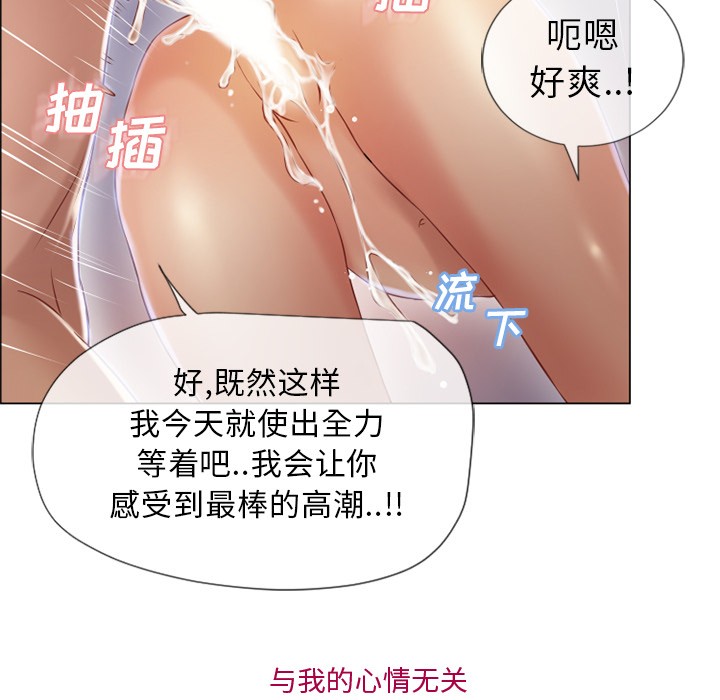 抽
呃嗯
好爽..!
抽
插
流
下
好,既然这样
我今天就使出全力
等着吧..我会让你
感受到最棒的高潮..!!
与我的心情无关